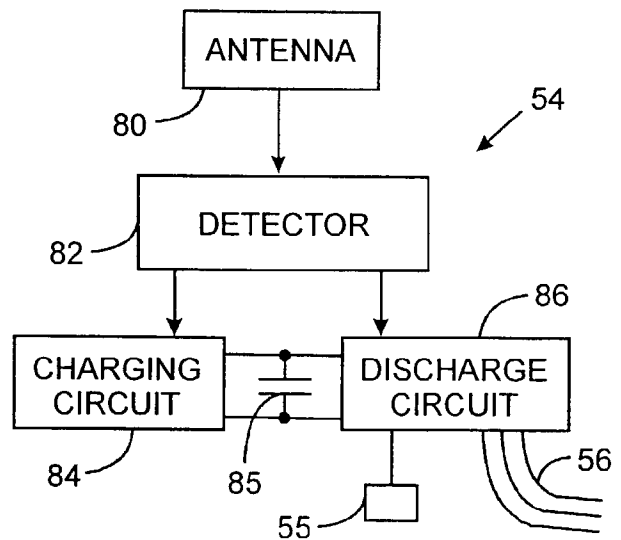 ANTENNA
80
54
DETECTOR
82
86
CHARGING
CIRCUIT
DISCHARGE
CIRCUIT
84
85
55
56